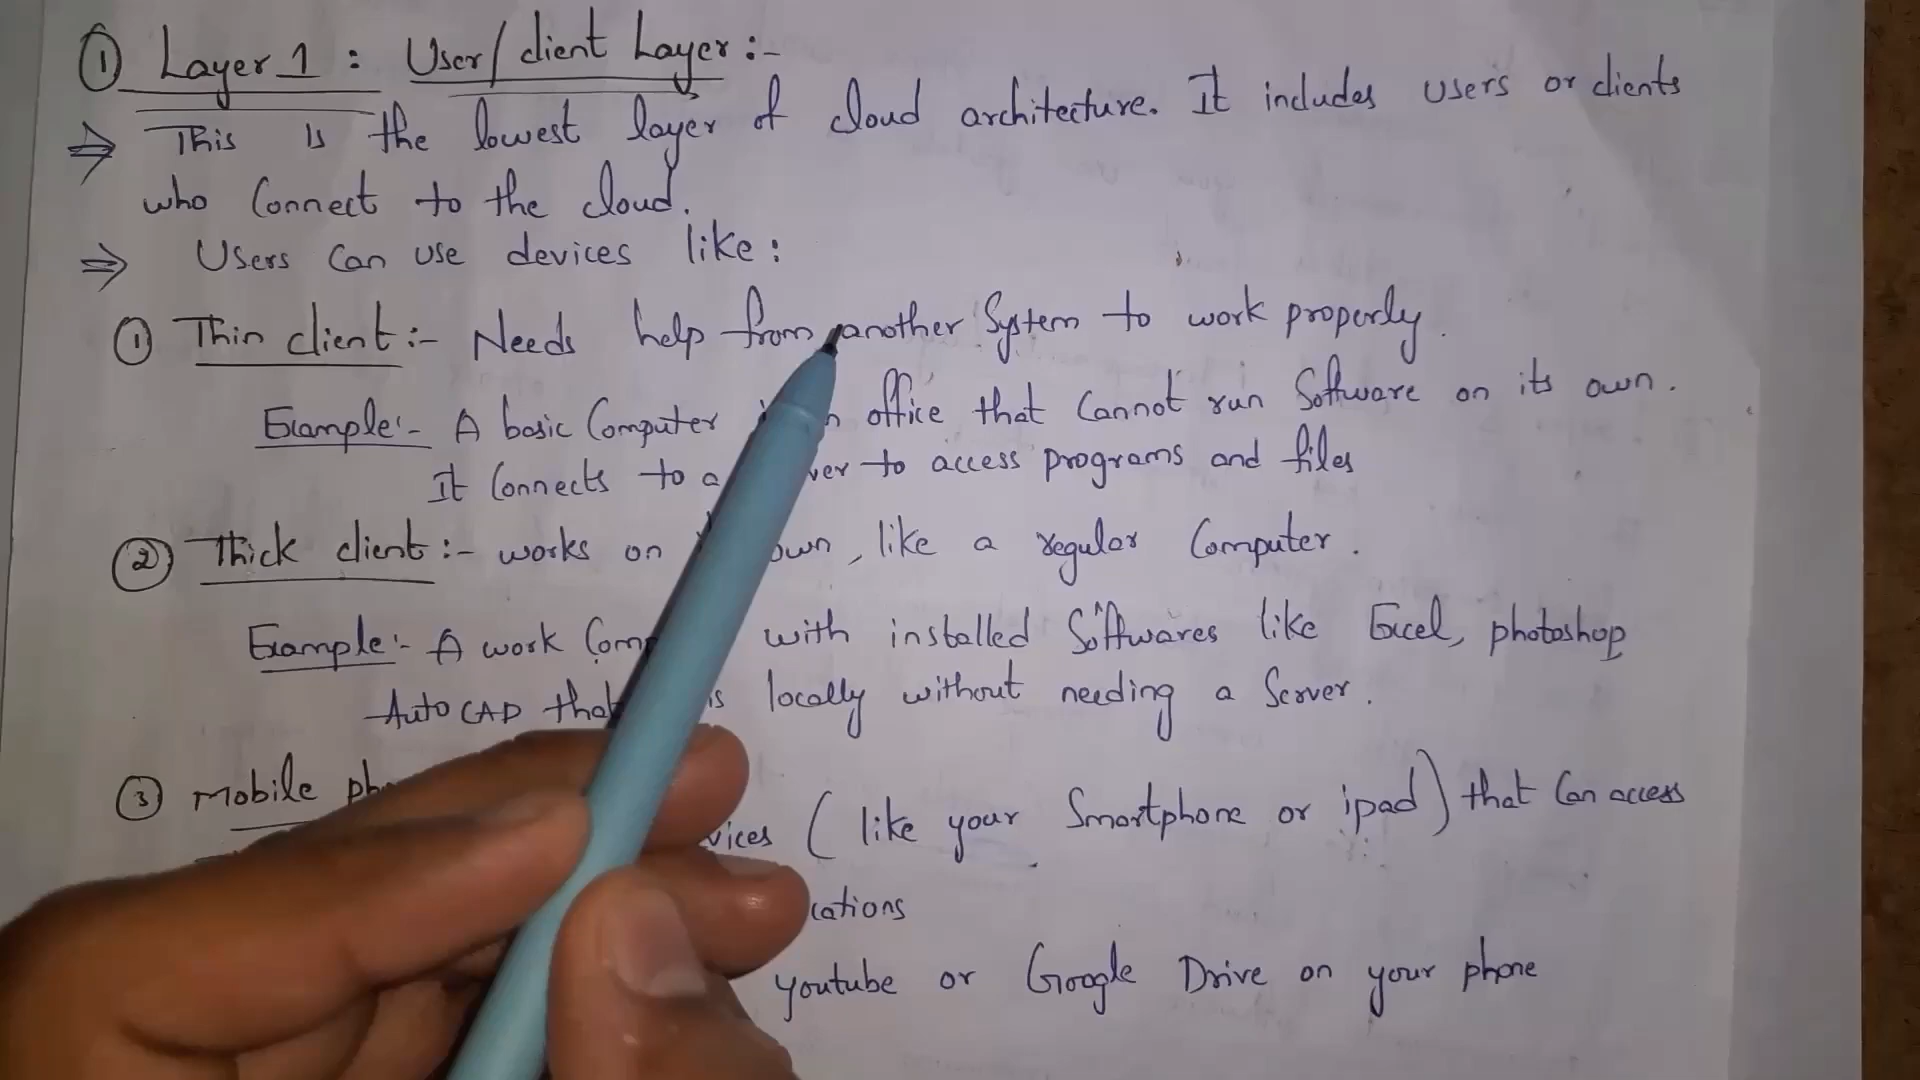 ① Layer 1 : User/client Layer :-
⇒ This is the lowest layer of cloud architecture. It includes users or clients
who Connect to the cloud.
⇒ Users Can use devices like :
① Thin client :- Needs help from another System to work properly.
Example :- A basic Computer office that Cannot run Software on its own.
It Connects to a to access programs and files
② Thick client :- works on own, like a regular Computer.
Example :- A work with installed Softwares like Excel, photoshop
AutoCAD locally without needing a Server.
③ Mobile (like your Smartphone or ipad) that Can access
youtube or Google Drive on your phone